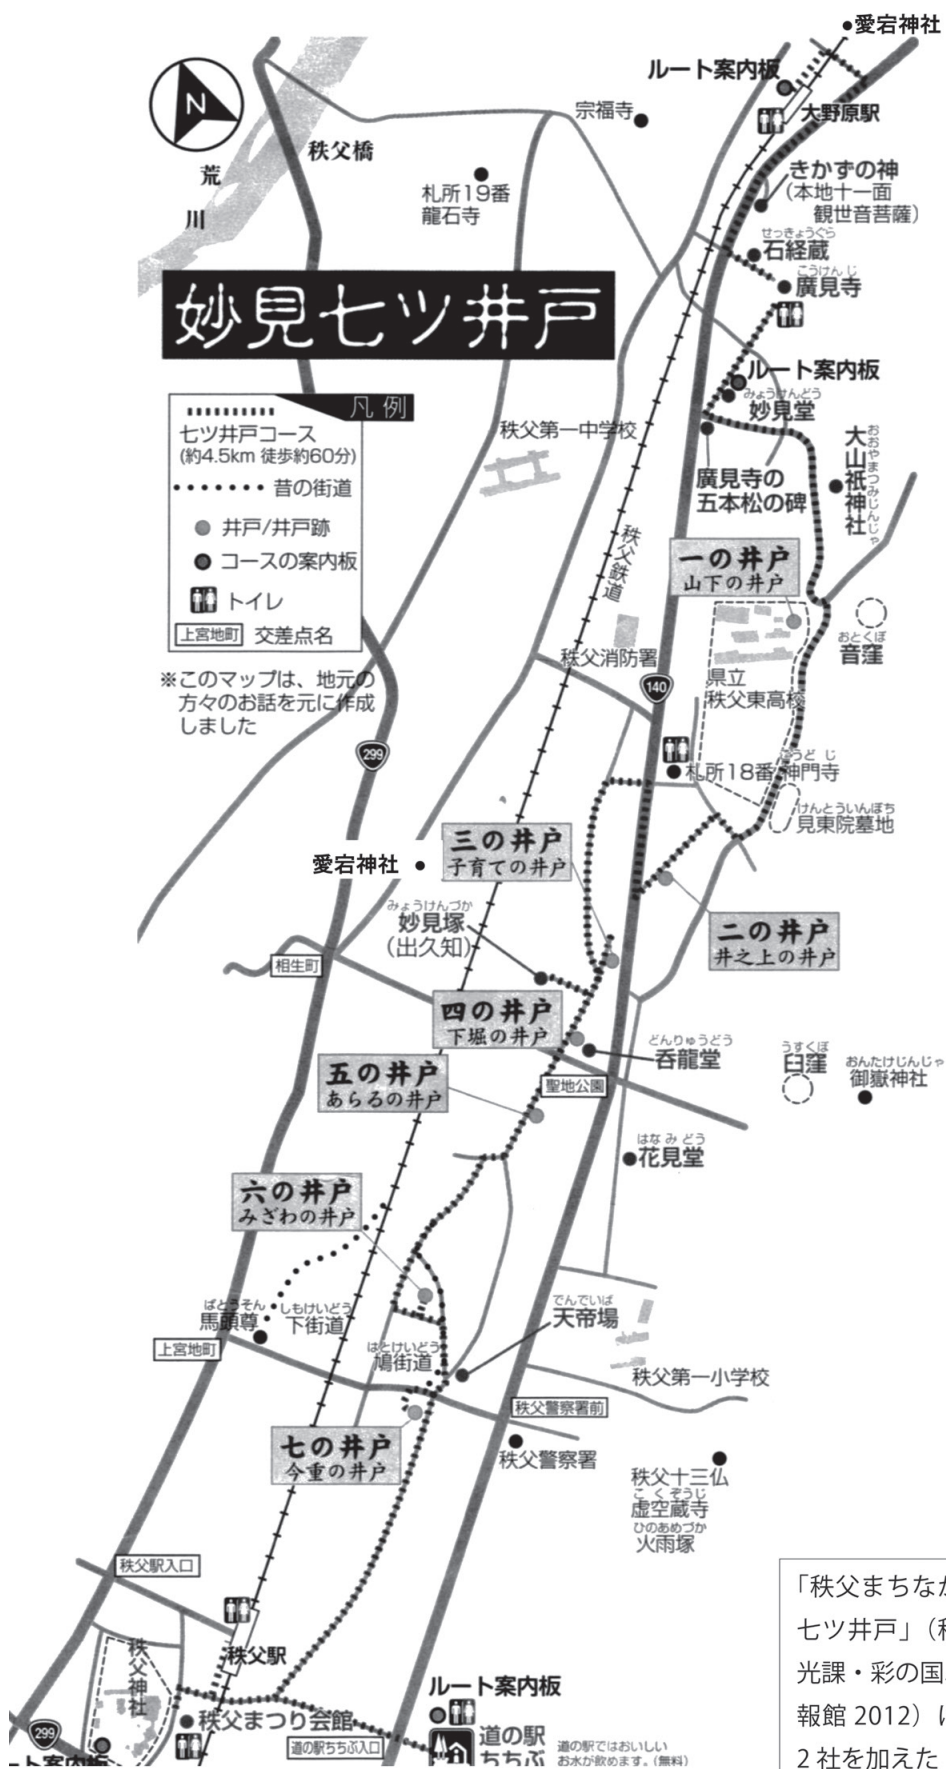 愛宕神社
ルート案内板
大野原駅
宗福寺
N
荒
川
秩父橋
札所19番
龍石寺
きかずの神
(本地十一面
観世音菩薩)
せっきょうぐら
石経蔵
こうけんじ
廣見寺
妙見七ツ井戸
凡例
七ツ井戸コース
(約4.5km 徒歩約60分)
昔の街道
井戸/井戸跡
コースの案内板
トイレ
上宮地町 交差点名
※このマップは、地元の
方々のお話を元に作成
しました
ルート案内板
みょうけんどう
妙見堂
秩父第一中学校
廣見寺の
五本松の碑
おおやまつみじんじゃ
大山祇神社
秩父鉄道
一の井戸
山下の井戸
おとくぼ
音窪
秩父消防署
県立
秩父東高校
140
299
札所18番 神門寺
けんとういんぼち
見東院墓地
三の井戸
子育ての井戸
愛宕神社
みょうけんづか
妙見塚
(出久知)
二の井戸
井之上の井戸
相生町
四の井戸
下堀の井戸
どんりゅうどう
呑龍堂
うすくぼ
臼窪
おんたけじんじゃ
御嶽神社
五の井戸
あらるの井戸
聖地公園
はなみどう
花見堂
六の井戸
みざわの井戸
ばとうそん
馬頭尊
しもけいどう
下街道
でんでいば
天帝場
上宮地町
はとけいどう
鳩街道
秩父第一小学校
秩父警察署前
七の井戸
今重の井戸
秩父警察署
秩父十三仏
こくぞうじ
虚空蔵寺
ひのあめづか
火雨塚
秩父駅入口
秩父駅
秩父神社
ルート案内板
秩父まつり会館
道の駅ちちぶ入口
道の駅
ちちぶ
道の駅ではおいしい
お水が飲めます。(無料)
299
ート案内板
「秩父まちなか
七ツ井戸」(秩
光課・彩の国
報館 2012)に
2 社を加えた